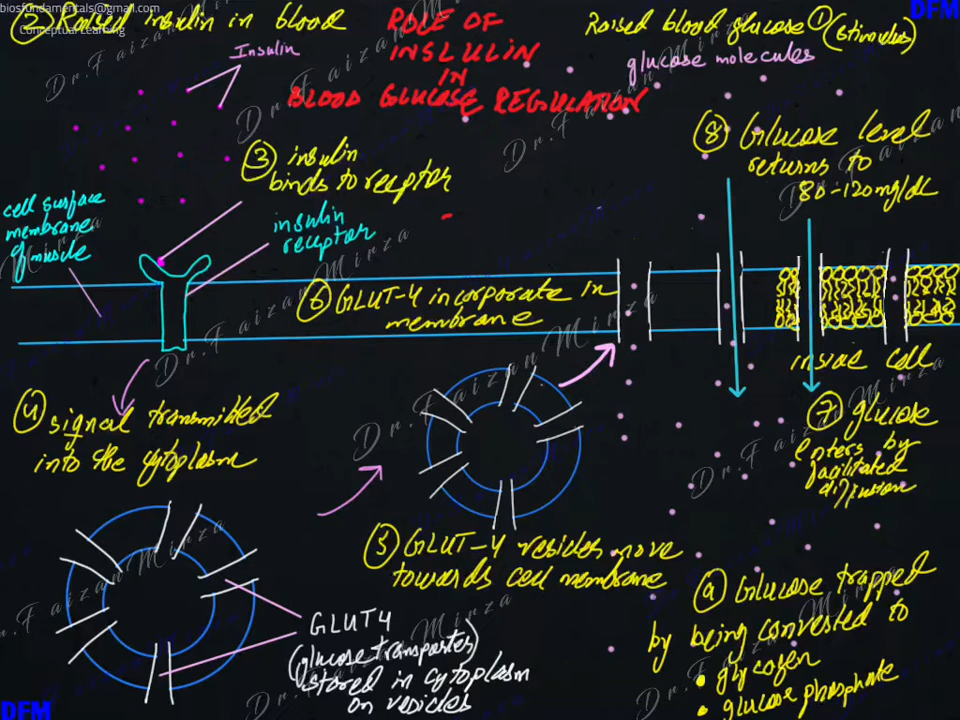 biosfundamentals@gmail.com
Conceptual Learning
DFM
② Raised insulin in blood
Insulin
ROLE OF
INSLULIN
IN
BLOOD GLUCOSE REGULATION
Raised blood glucose ① (stimulus)
glucose molecules
③ insulin
binds to receptor
⑧ Glucose level
returns to
80-120mg/dL
cell surface
membrane
of muscle
insulin
receptor
⑥ GLUT-4 incorporate in
membrane
inside cell
④ signal transmitted
into the cytoplasm
⑦ glucose
enters by
facilitated
diffusion
⑤ GLUT-4 vesicles move
towards cell membrane
GLUT4
(glucose transporter)
stored in cytoplasm
on vesicles
⑨ Glucose trapped
by being converted to
• glycogen
• glucose phosphate
DFM
Dr. Faizan Mirza